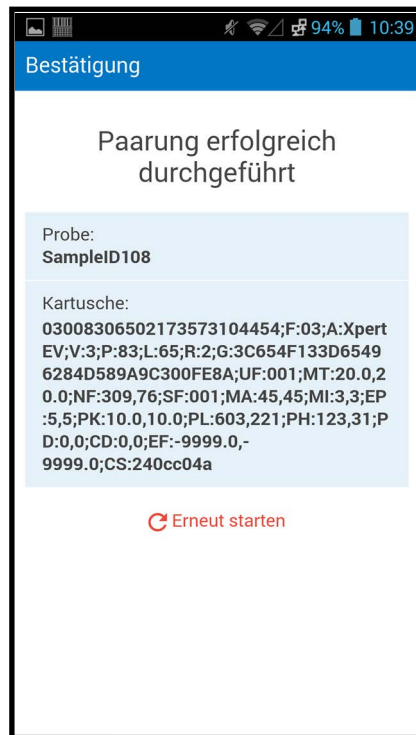 94% 10:39
Bestätigung
Paarung erfolgreich
durchgeführt
Probe:
SampleID108
Kartusche:
03008306502173573104454;F:03;A:Xpert
EV;V:3;P:83;L:65;R:2;G:3C654F133D6549
6284D589A9C300FE8A;UF:001;MT:20.0,2
0.0;NF:309,76;SF:001;MA:45,45;MI:3,3;EP
:5,5;PK:10.0,10.0;PL:603,221;PH:123,31;P
D:0,0;CD:0,0;EF:-9999.0,-
9999.0;CS:240cc04a
Erneut starten